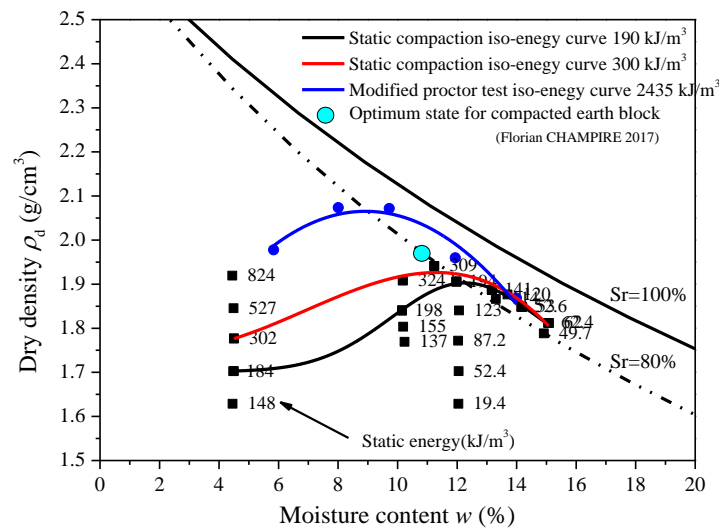 Static compaction iso-enegy curve 190 kJ/m³
Static compaction iso-enegy curve 300 kJ/m³
Modified proctor test iso-energy curve 2435 kJ/m³
Optimum state for compacted earth block
(Florian CHAMPIRE 2017)
2.5
2.4
2.3
2.2
2.1
2.0
1.9
1.8
1.7
1.6
1.5
Dry density ρd (g/cm³)
824
527
302
184
148
324
198
155
137
309
123
87.2
52.4
19.4
141
120
49.7
Sr=100%
Sr=80%
Static energy(kJ/m³)
0 2 4 6 8 10 12 14 16 18 20
Moisture content w (%)